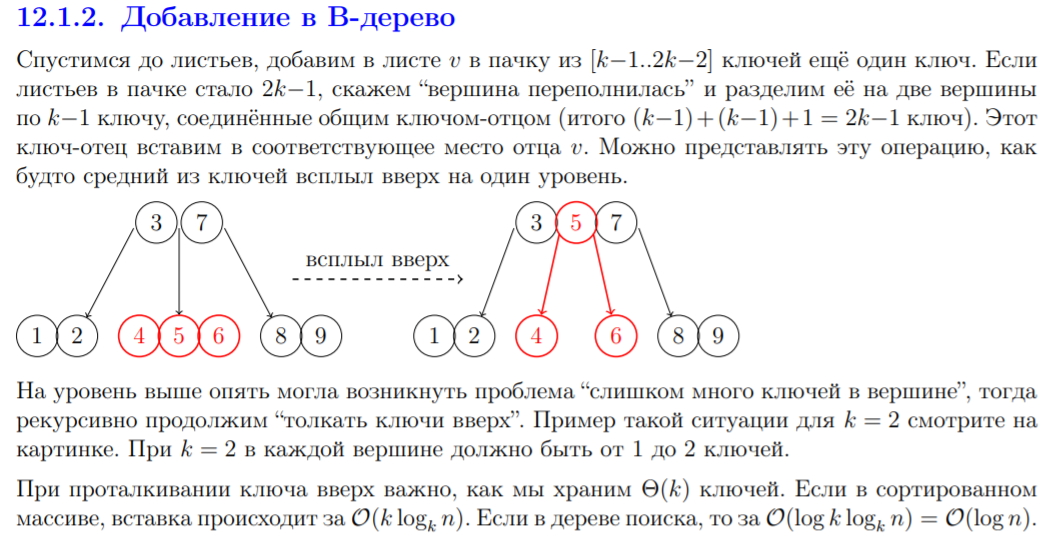 12.1.2. Добавление в B-дерево
Спустимся до листьев, добавим в листе v в пачку из [k−1..2k−2] ключей ещё один ключ. Если
листьев в пачке стало 2k−1, скажем “вершина переполнилась” и разделим её на две вершины
по k−1 ключу, соединённые общим ключом-отцом (итого (k−1)+(k−1)+1 = 2k−1 ключ). Этот
ключ-отец вставим в соответствующее место отца v. Можно представлять эту операцию, как
будто средний из ключей всплыл вверх на один уровень.
3 7 3 5 7
всплыл вверх
1 2 4 5 6 8 9 1 2 4 6 8 9
На уровень выше опять могла возникнуть проблема “слишком много ключей в вершине”, тогда
рекурсивно продолжим “толкать ключи вверх”. Пример такой ситуации для k = 2 смотрите на
картинке. При k = 2 в каждой вершине должно быть от 1 до 2 ключей.
При проталкивании ключа вверх важно, как мы храним Θ(k) ключей. Если в сортированном
массиве, вставка происходит за O(k logₖ n). Если в дереве поиска, то за O(log k logₖ n) = O(log n).